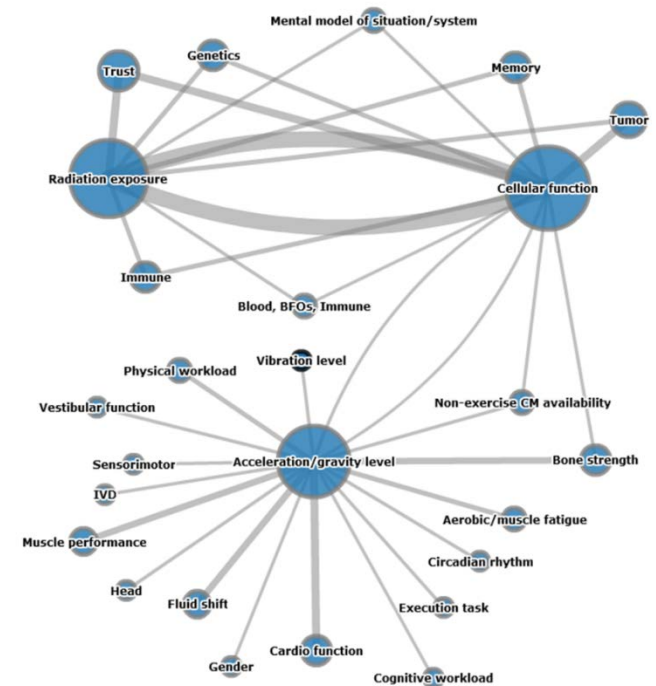 Mental model of situation/system
Genetics
Trust
Memory
Tumor
Radiation exposure
Cellular function
Immune
Blood, BFOs, Immune
Vibration level
Physical workload
Non-exercise CM availability
Vestibular function
Sensorimotor
Acceleration/gravity level
Bone strength
IVD
Aerobic/muscle fatigue
Muscle performance
Circadian rhythm
Head
Fluid shift
Execution task
Cardio function
Gender
Cognitive workload